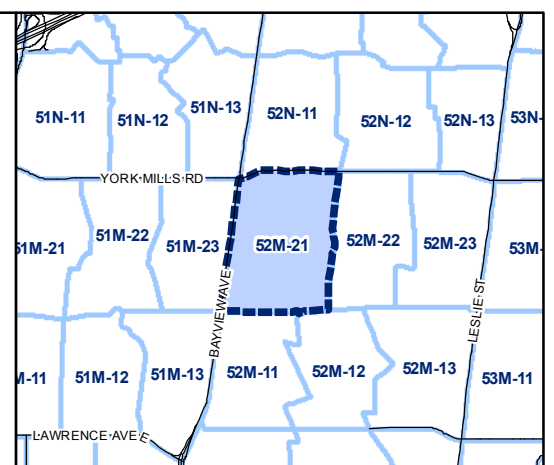 51N-11
51N-12
51N-13
52N-11
52N-12
52N-13
53N-
YORK MILLS RD
51M-21
51M-22
51M-23
52M-21
52M-22
52M-23
53M-
BAYVIEW AVE
LESLIE ST
M-11
51M-12
51M-13
52M-11
52M-12
52M-13
53M-11
LAWRENCE AVE E